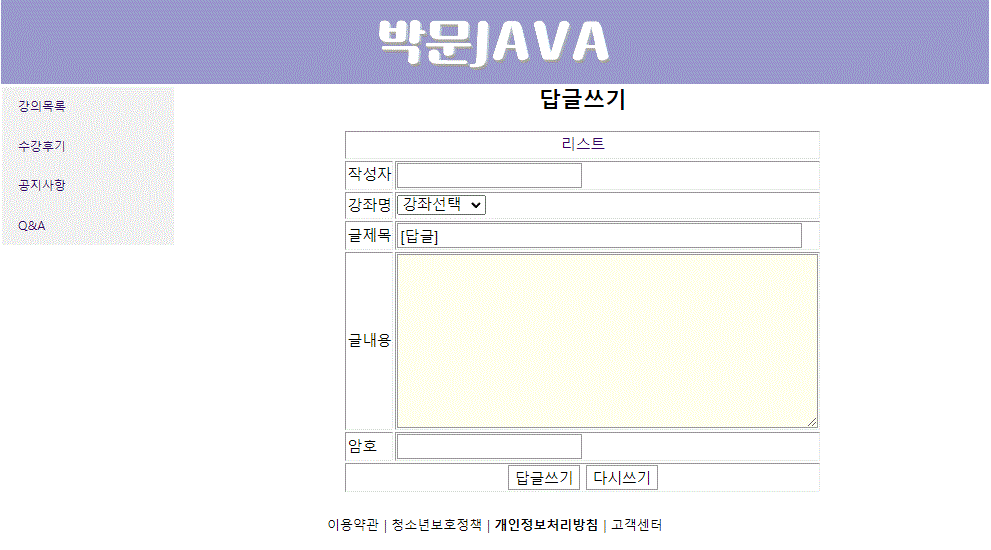 박문JAVA
강의목록
수강후기
공지사항
Q&A
답글쓰기
리스트
작성자
강좌명 강좌선택
글제목 [답글]
글내용
암호
답글쓰기 다시쓰기
이용약관 | 청소년보호정책 | 개인정보처리방침 | 고객센터